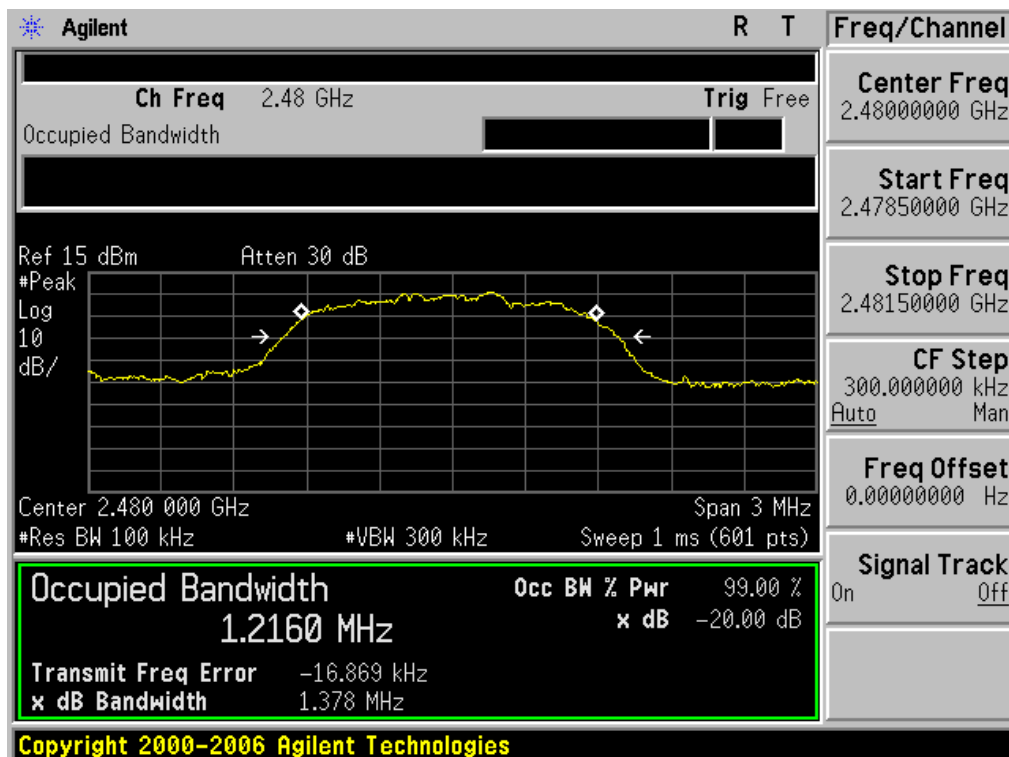 Agilent R T Freq/Channel
Ch Freq 2.48 GHz Trig Free
Occupied Bandwidth
Center Freq
2.48000000 GHz
Start Freq
2.47850000 GHz
Stop Freq
2.48150000 GHz
CF Step
300.000000 kHz
Auto Man
Freq Offset
0.00000000 Hz
Signal Track
On Off
Ref 15 dBm Atten 30 dB
#Peak
Log
10
dB/
Center 2.480 000 GHz Span 3 MHz
#Res BW 100 kHz #VBW 300 kHz Sweep 1 ms (601 pts)
Occupied Bandwidth Occ BW % Pwr 99.00 %
1.2160 MHz x dB -20.00 dB
Transmit Freq Error -16.869 kHz
x dB Bandwidth 1.378 MHz
Copyright 2000-2006 Agilent Technologies